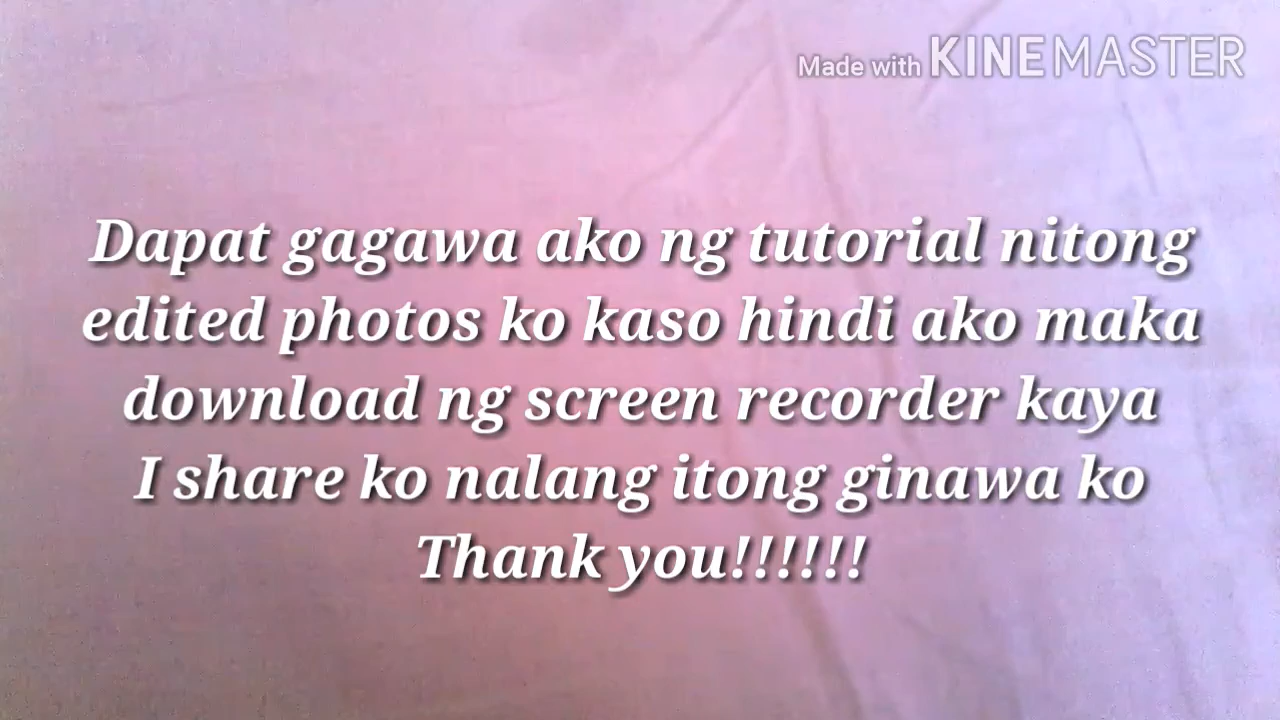 Made with KINEMASTER
Dapat gagawa ako ng tutorial nitong
edited photos ko kaso hindi ako maka
download ng screen recorder kaya
I share ko nalang itong ginawa ko
Thank you!!!!!!